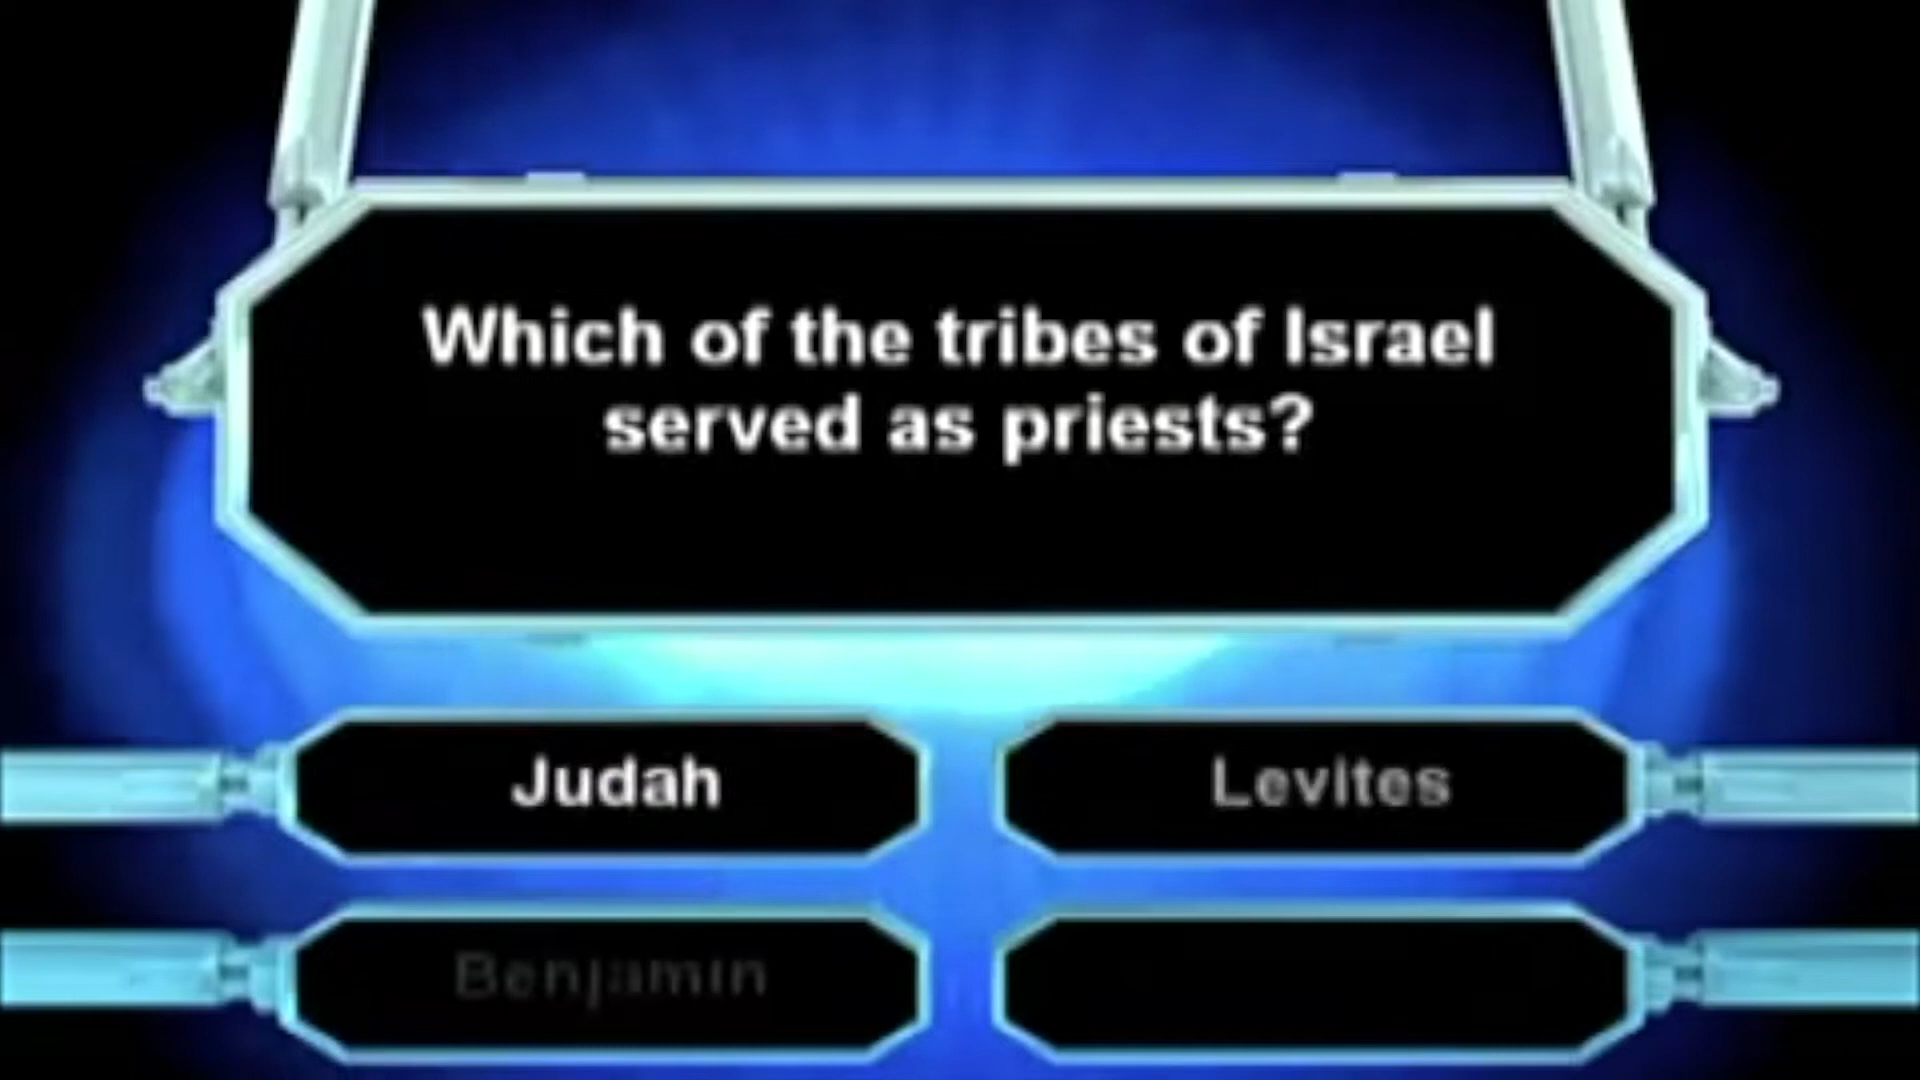 Which of the tribes of Israel
served as priests?
Judah
Levites
Benjamin